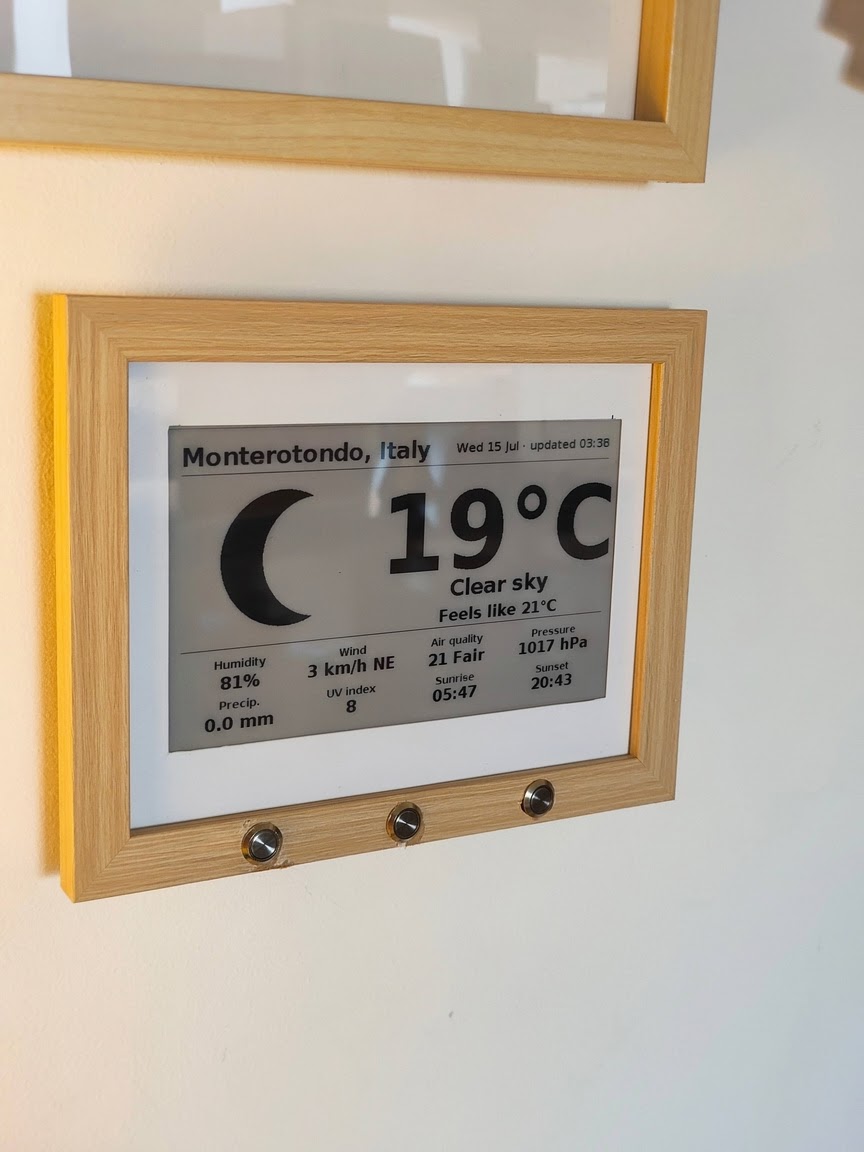 Monterotondo, Italy Wed 15 Jul · updated 03:38
19°C
Clear sky
Feels like 21°C
Humidity Wind Air quality Pressure
81% 3 km/h NE 21 Fair 1017 hPa
Precip. UV index Sunrise Sunset
0.0 mm 8 05:47 20:43